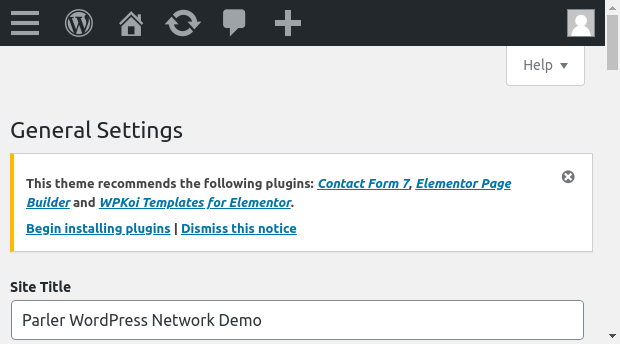 Help
General Settings
This theme recommends the following plugins: Contact Form 7, Elementor Page
Builder and WPKoi Templates for Elementor.
Begin installing plugins | Dismiss this notice
Site Title
Parler WordPress Network Demo